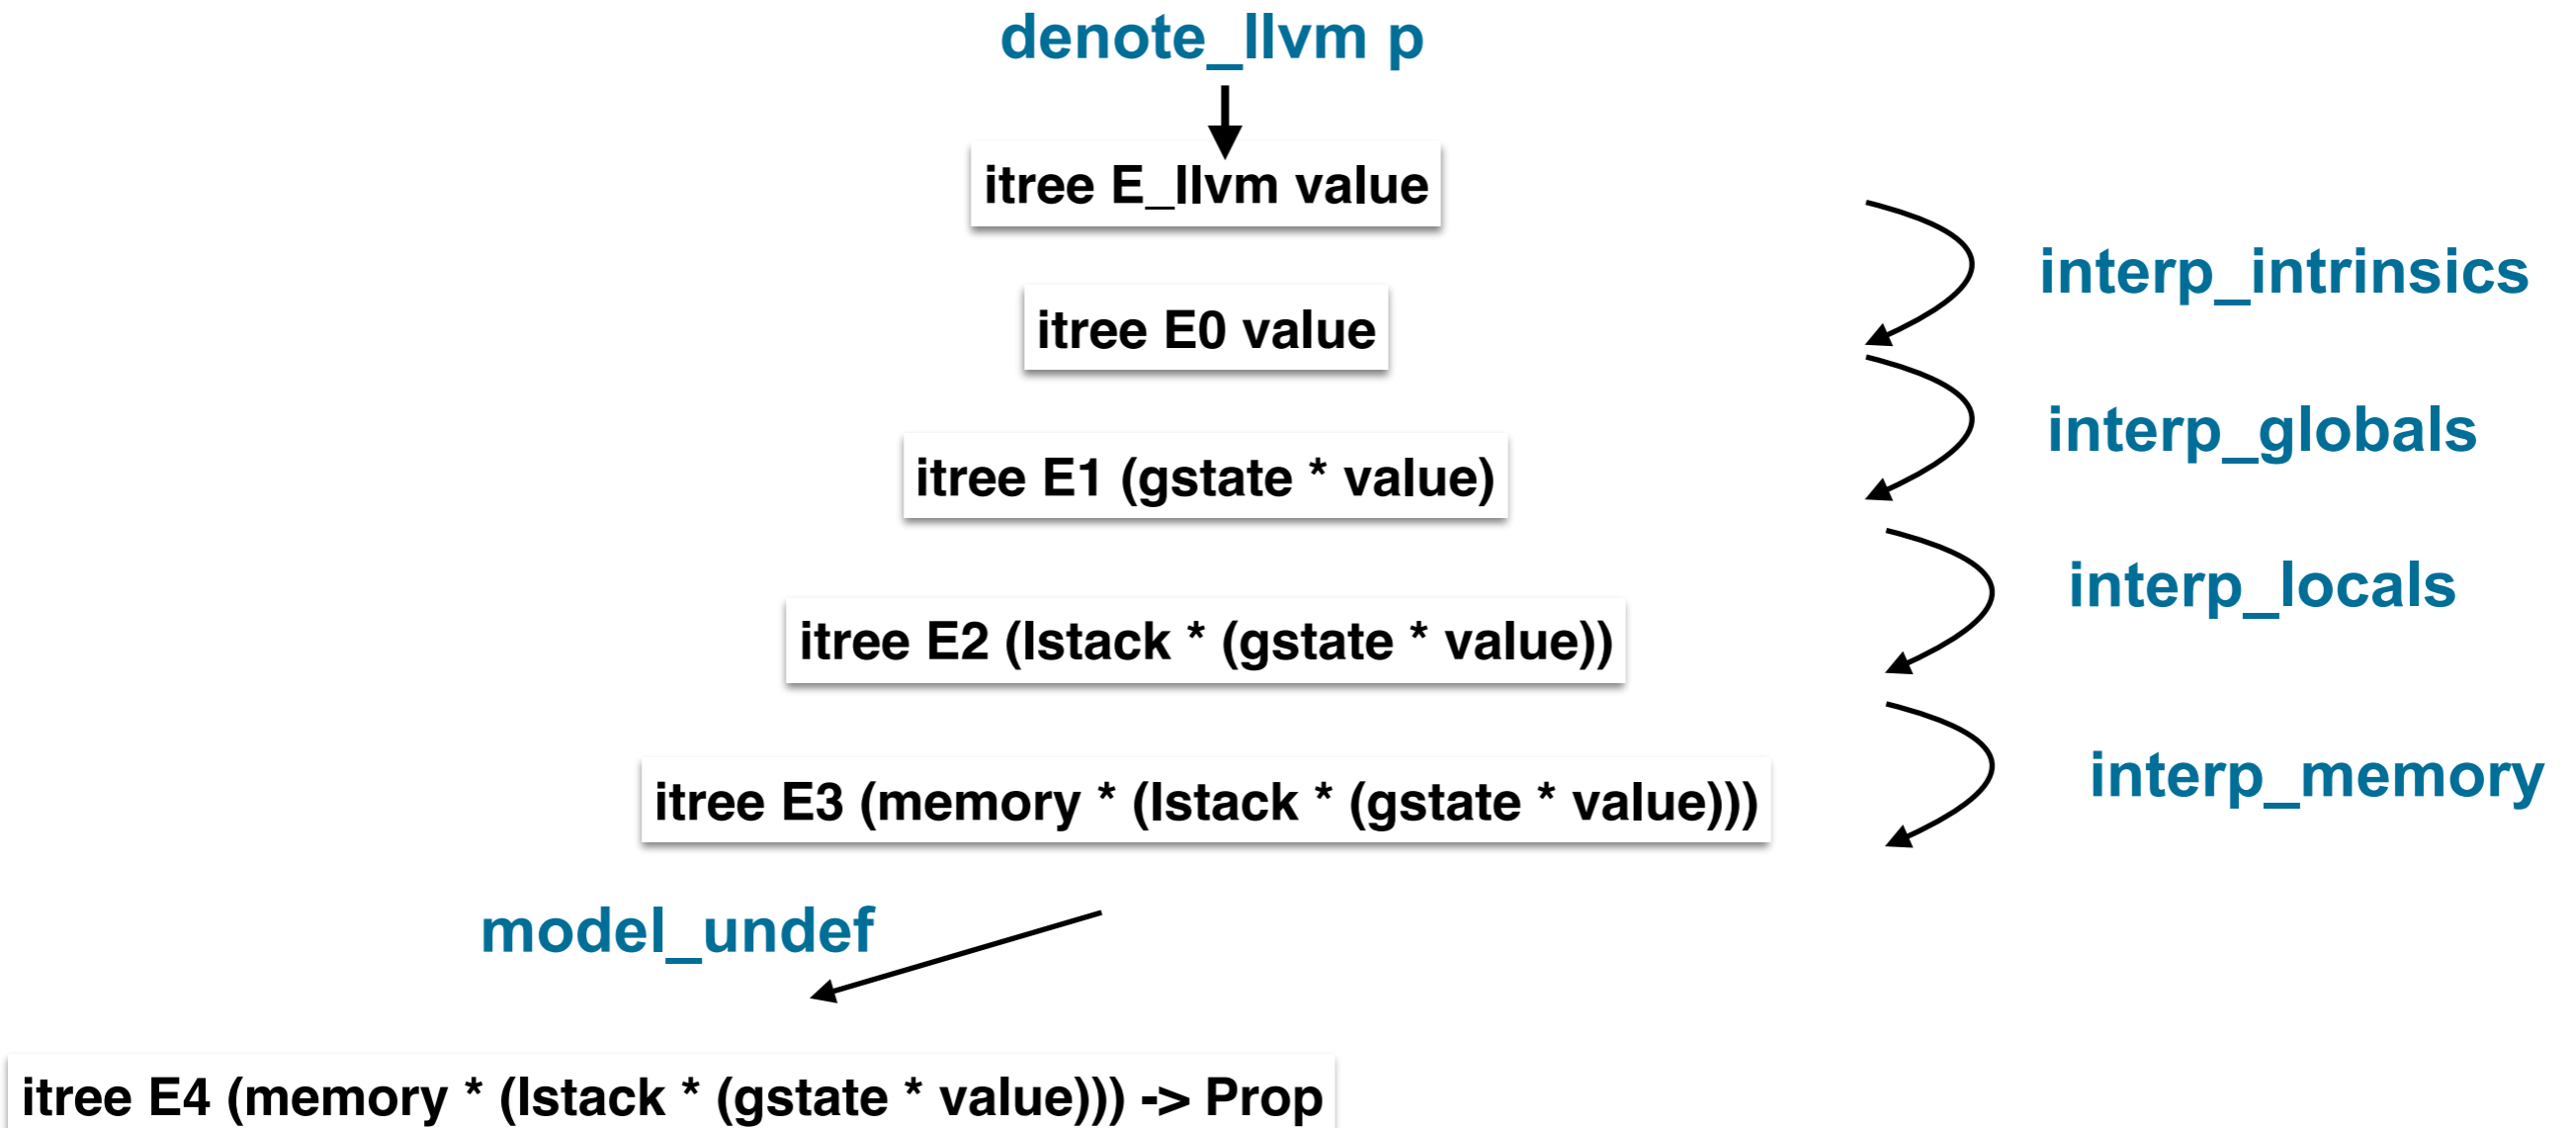 denote_llvm p
itree E_llvm value
interp_intrinsics
itree E0 value
interp_globals
itree E1 (gstate * value)
interp_locals
itree E2 (lstack * (gstate * value))
interp_memory
itree E3 (memory * (lstack * (gstate * value)))
model_undef
itree E4 (memory * (lstack * (gstate * value))) -> Prop